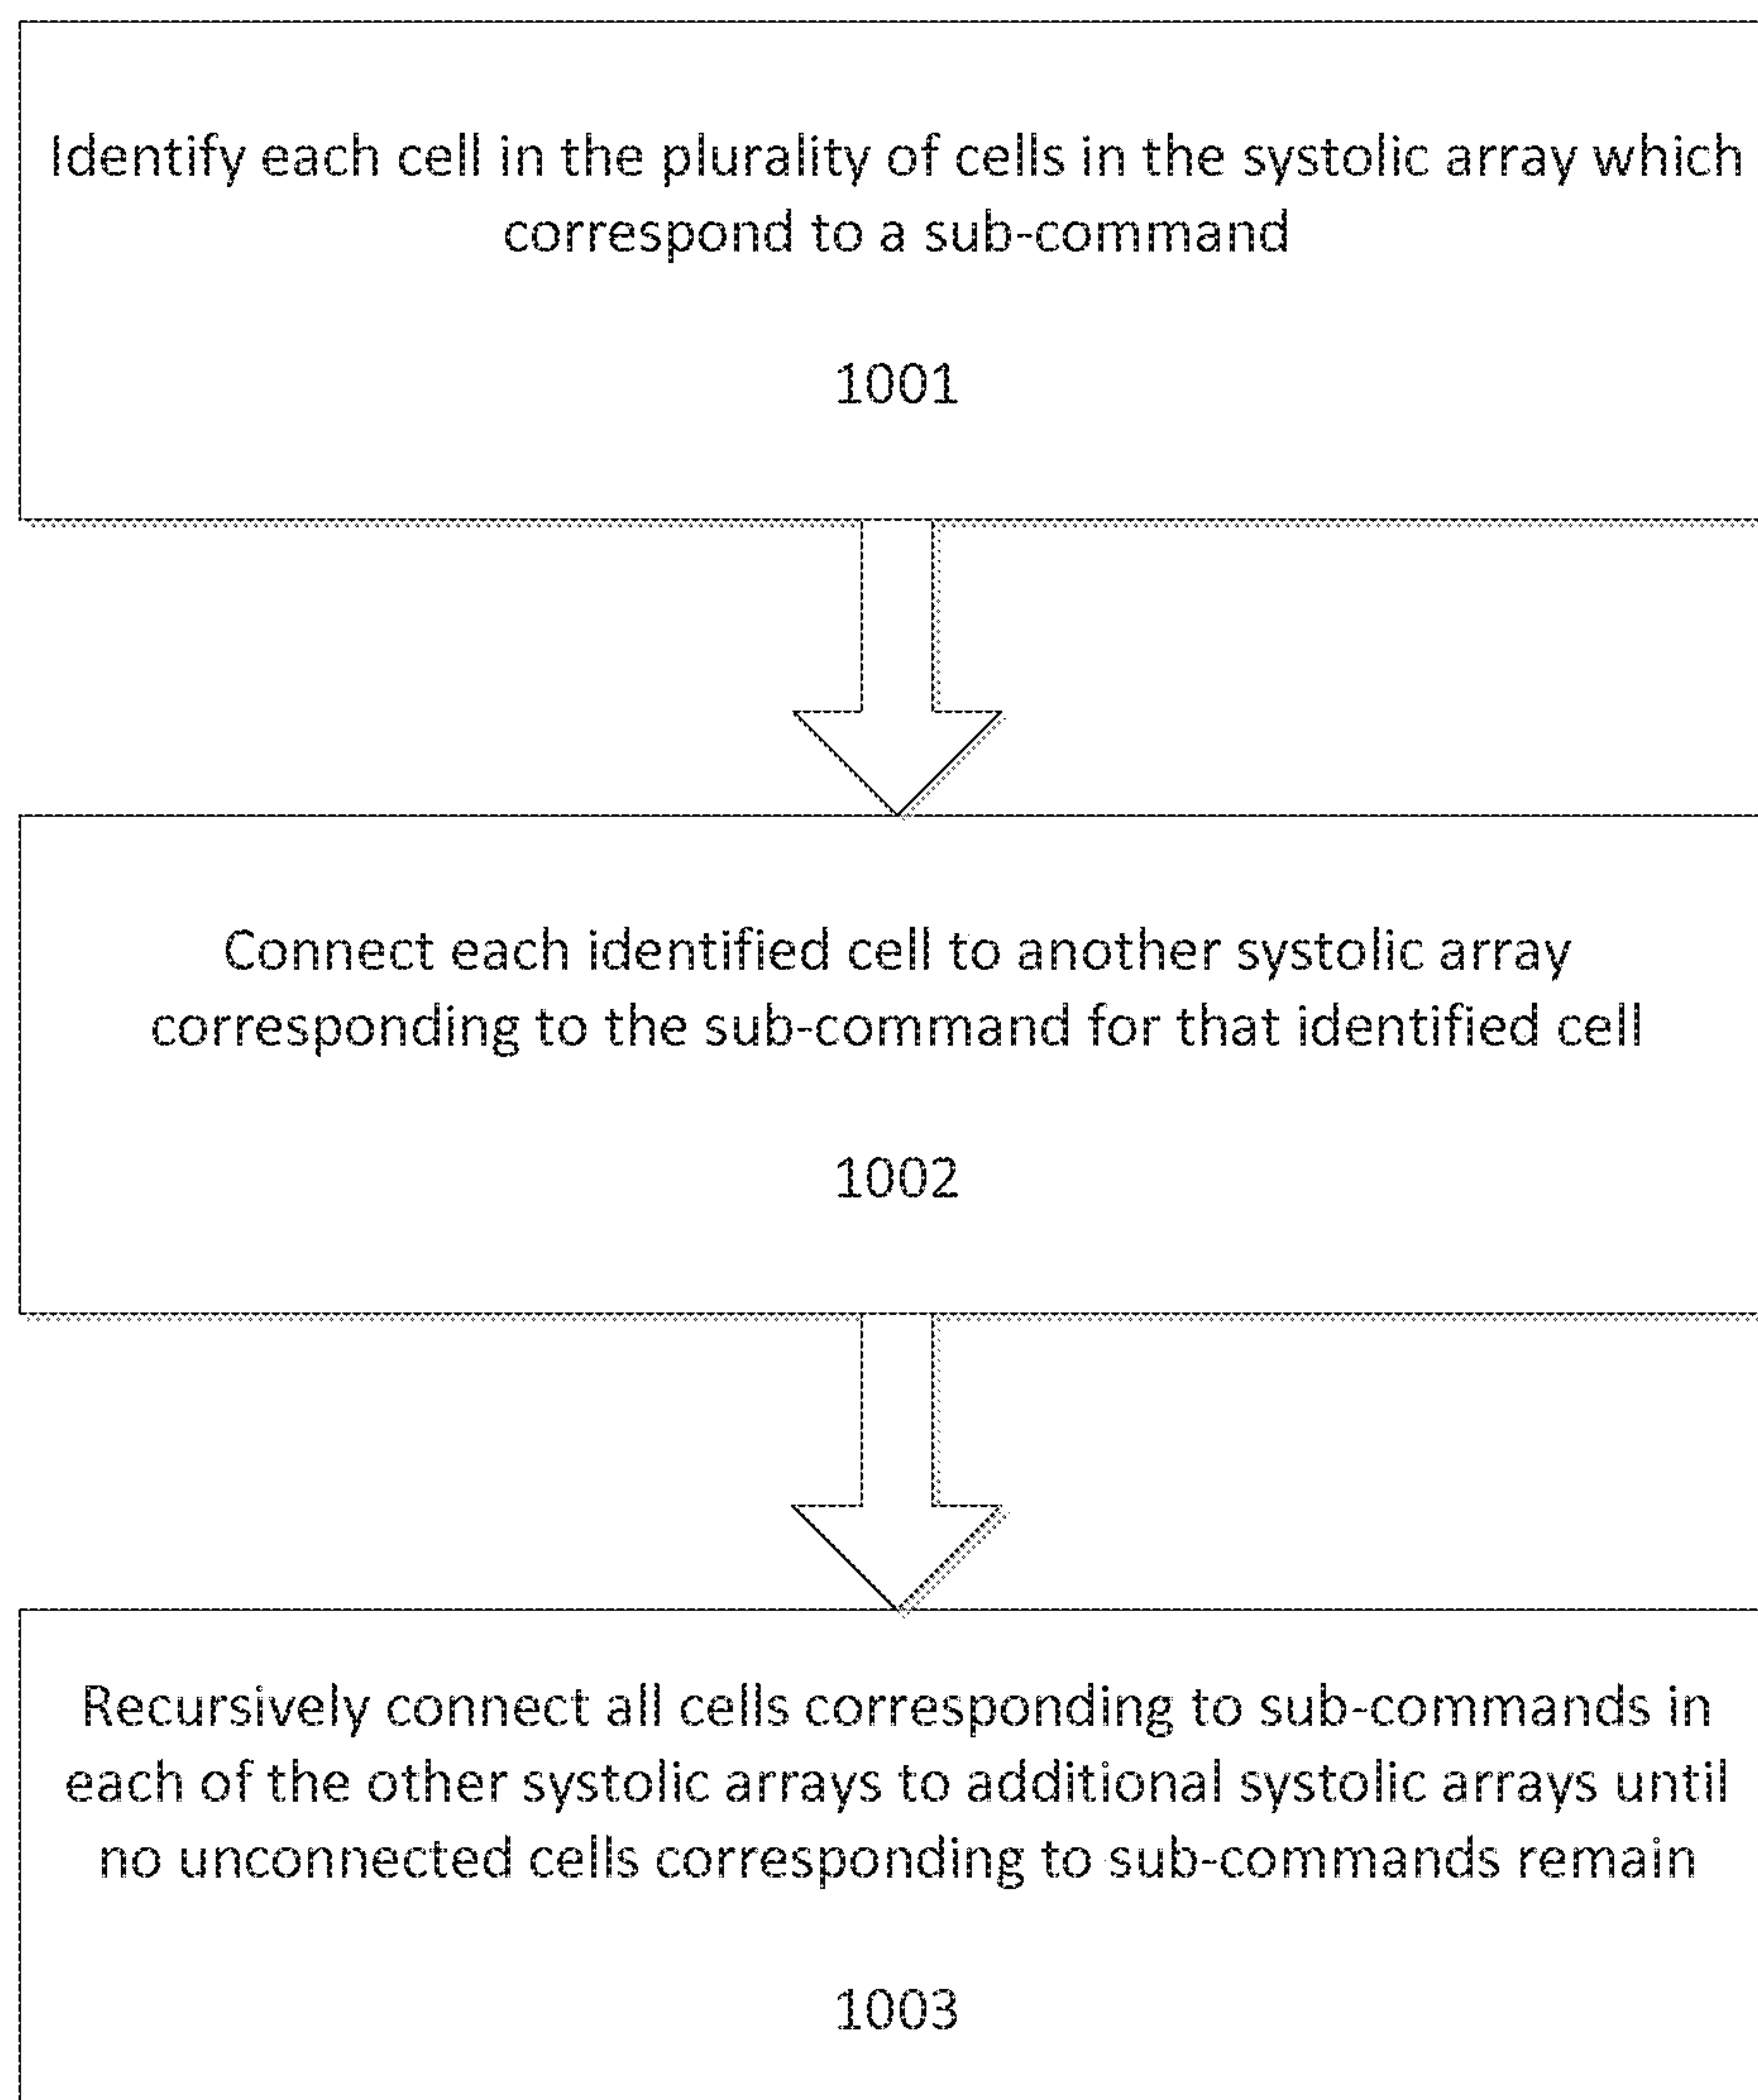 Identify each cell in the plurality of cells in the systolic array which
correspond to a sub-command
1001
Connect each identified cell to another systolic array
corresponding to the sub-command for that identified cell
1002
Recursively connect all cells corresponding to sub-commands in
each of the other systolic arrays to additional systolic arrays until
no unconnected cells corresponding to sub-commands remain
1003